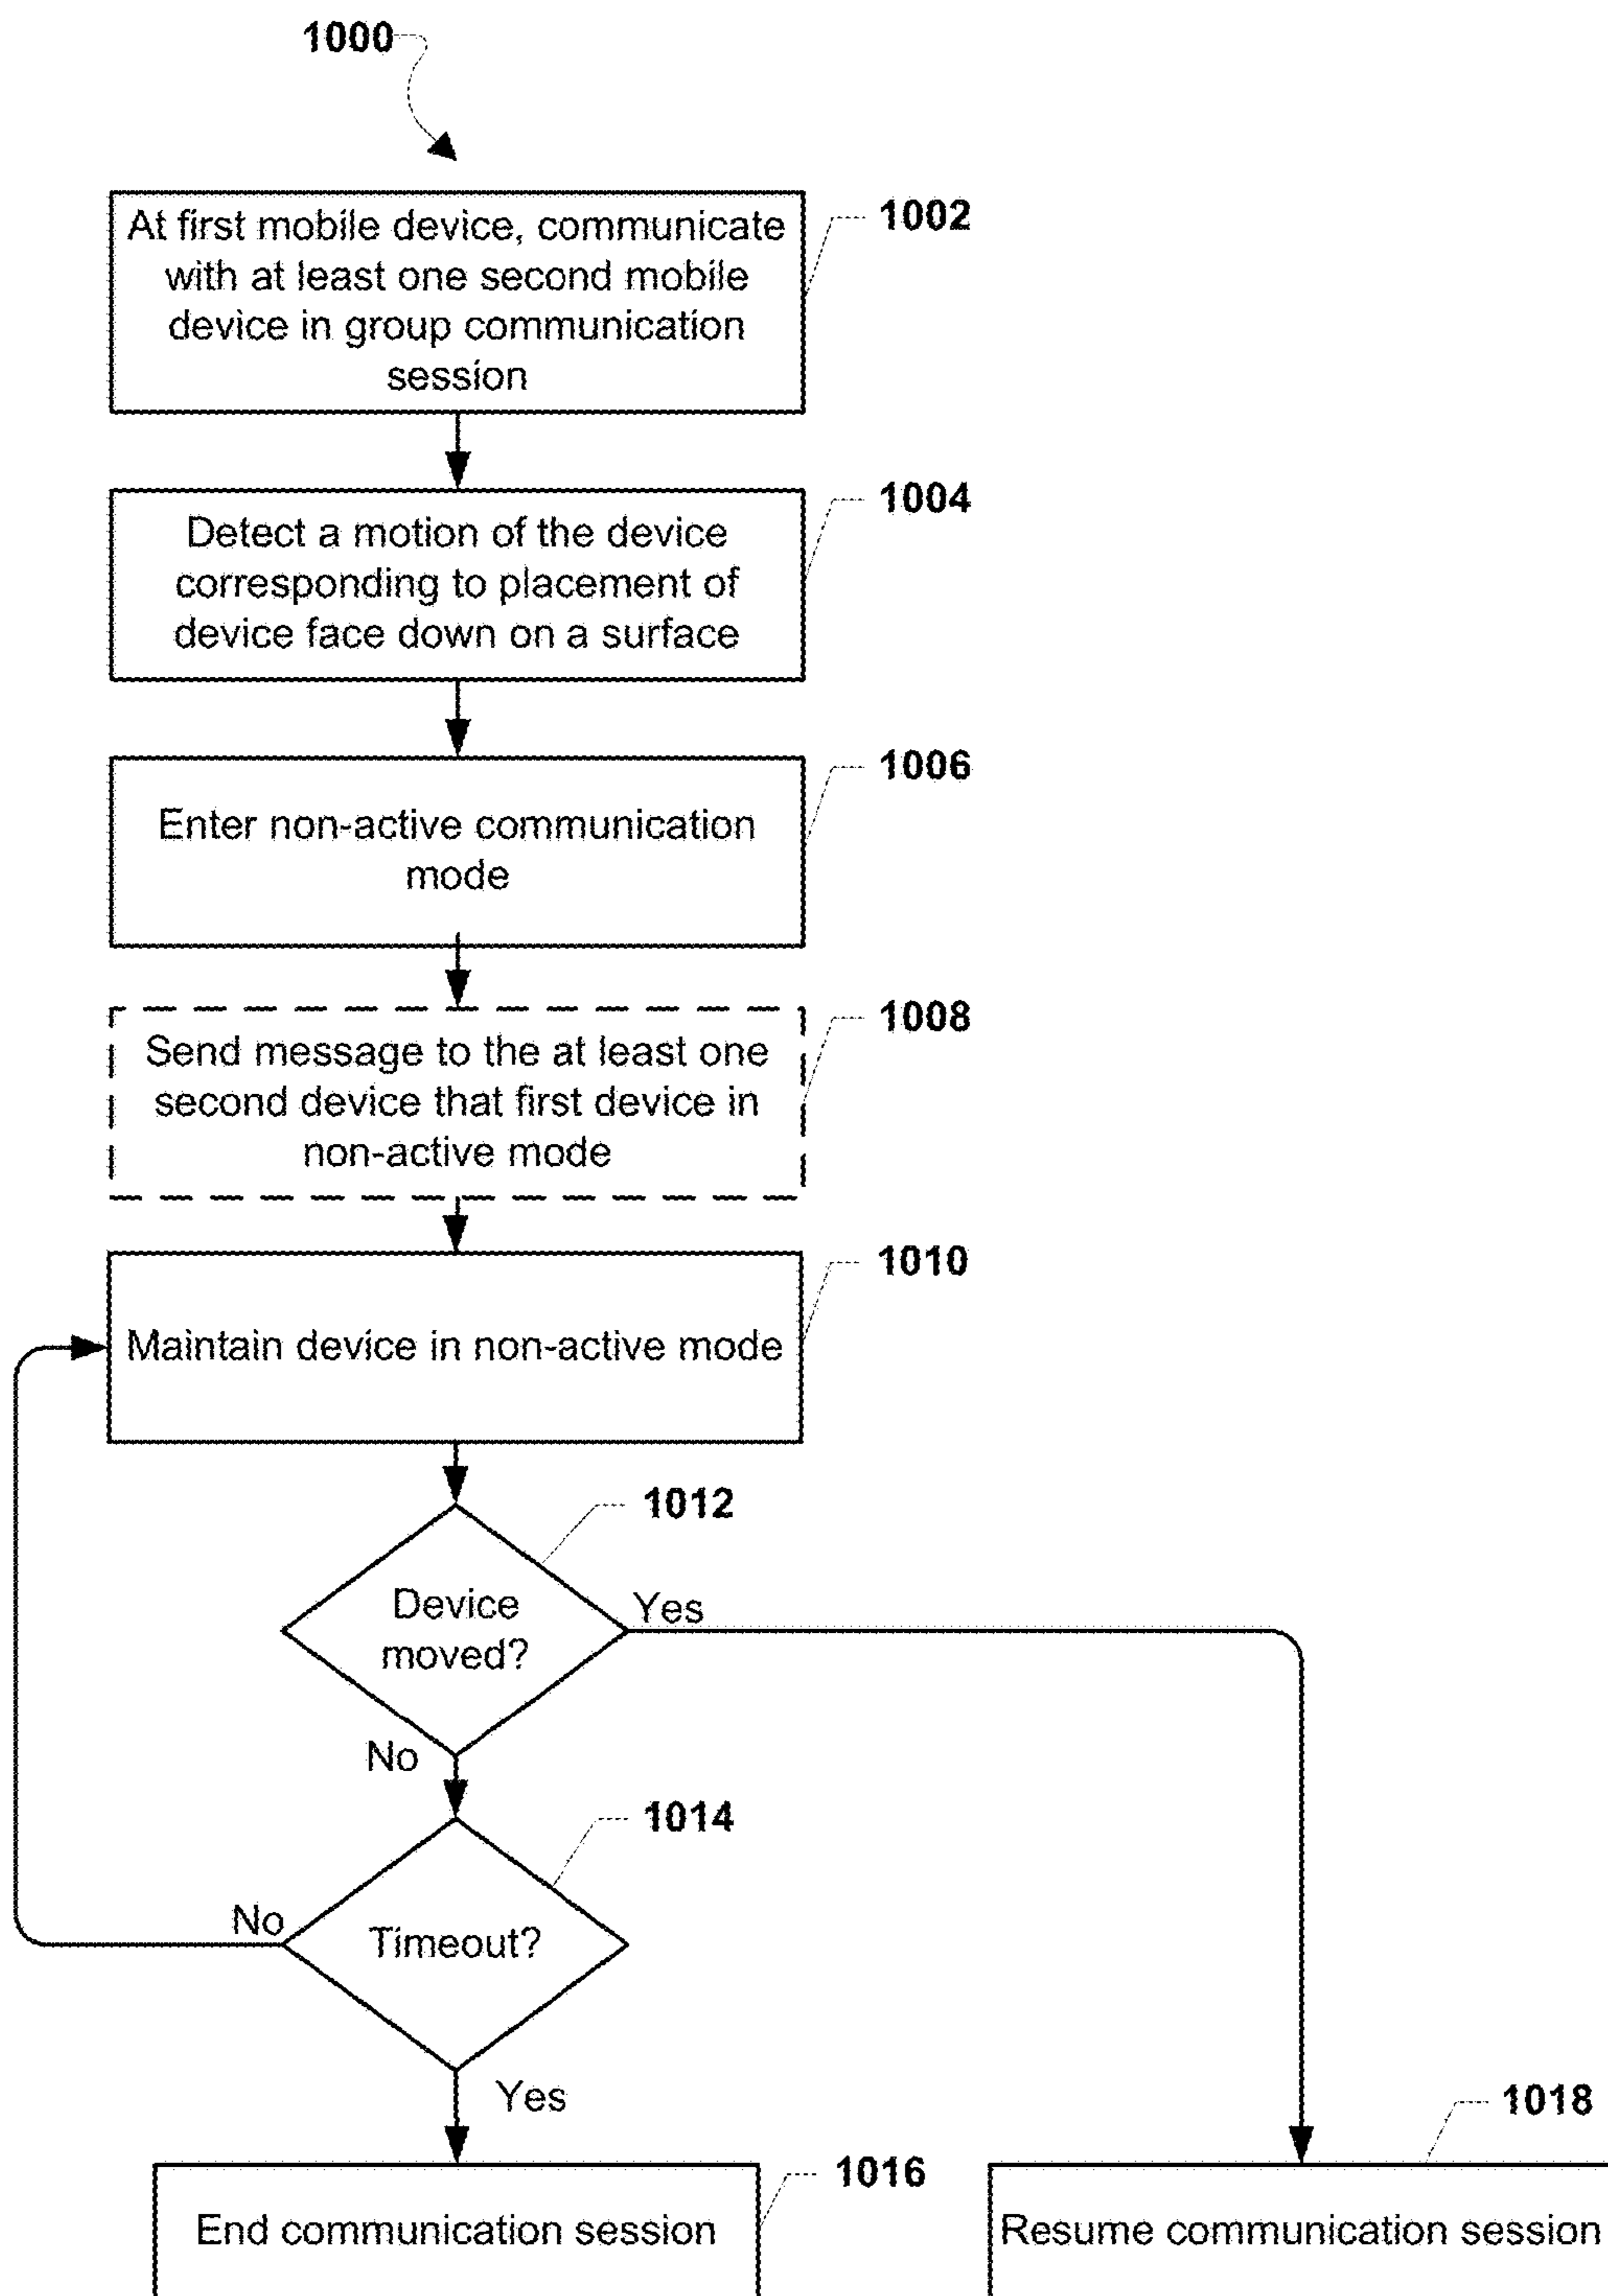 1000
At first mobile device, communicate
with at least one second mobile
device in group communication
session
1002
Detect a motion of the device
corresponding to placement of
device face down on a surface
1004
Enter non-active communication
mode
1006
Send message to the at least one
second device that first device in
non-active mode
1008
Maintain device in non-active mode
1010
Device
moved?
1012
Yes
No
Timeout?
1014
No
Yes
End communication session
1016
Resume communication session
1018